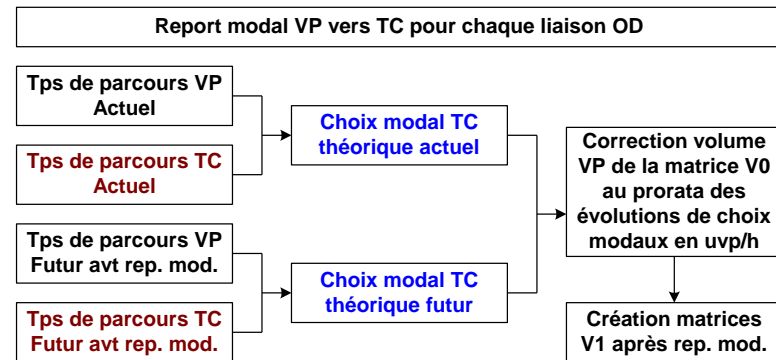 Report modal VP vers TC pour chaque liaison OD
Tps de parcours VP
Actuel
Tps de parcours TC
Actuel
Choix modal TC
théorique actuel
Tps de parcours VP
Futur avt rep. mod.
Tps de parcours TC
Futur avt rep. mod.
Choix modal TC
théorique futur
Correction volume
VP de la matrice V0
au prorata des
évolutions de choix
modaux en uvp/h
Création matrices
V1 après rep. mod.